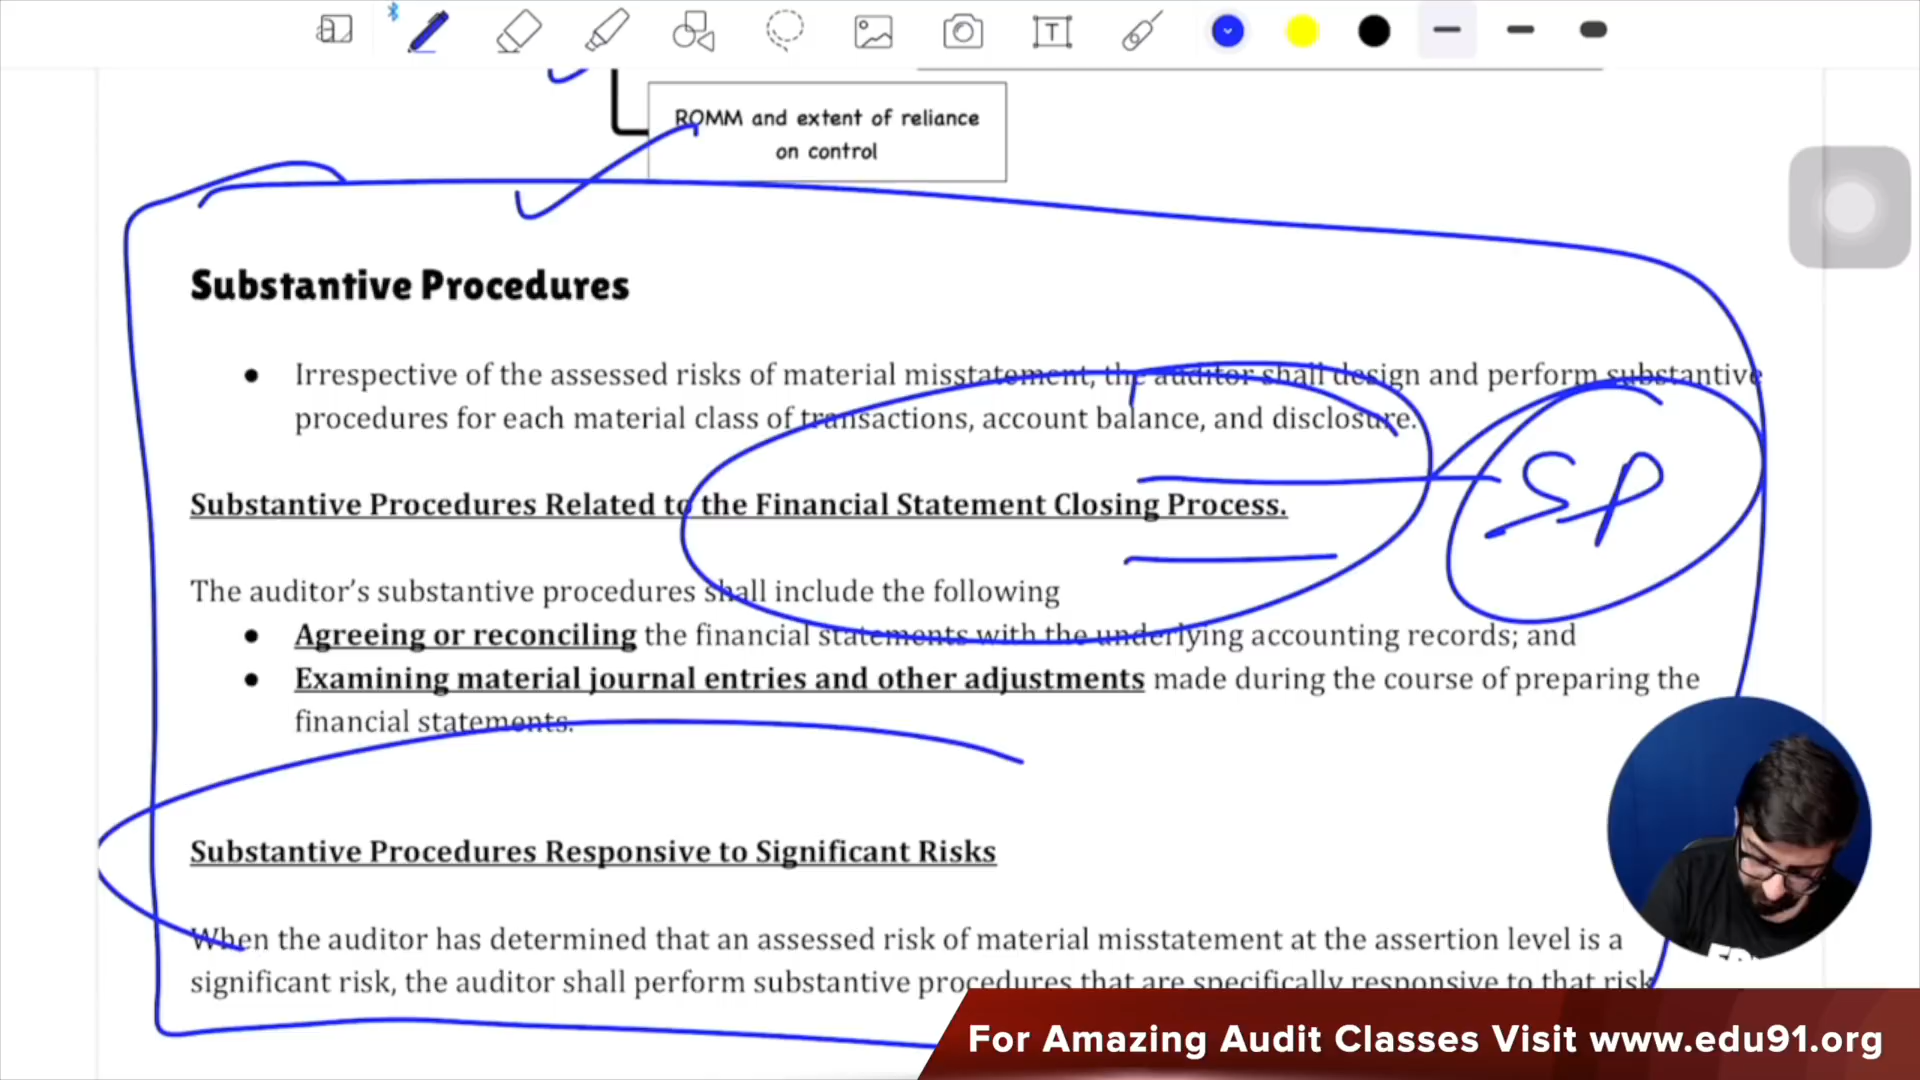 ROMM and extent of reliance
on control
Substantive Procedures
● Irrespective of the assessed risks of material misstatement, the auditor shall design and perform substantive
procedures for each material class of transactions, account balance, and disclosure.
SP
Substantive Procedures Related to the Financial Statement Closing Process.
The auditor’s substantive procedures shall include the following
● Agreeing or reconciling the financial statements with the underlying accounting records; and
● Examining material journal entries and other adjustments made during the course of preparing the
financial statements.
Substantive Procedures Responsive to Significant Risks
When the auditor has determined that an assessed risk of material misstatement at the assertion level is a
significant risk, the auditor shall perform substantive procedures that are specifically responsive to that risk
For Amazing Audit Classes Visit www.edu91.org